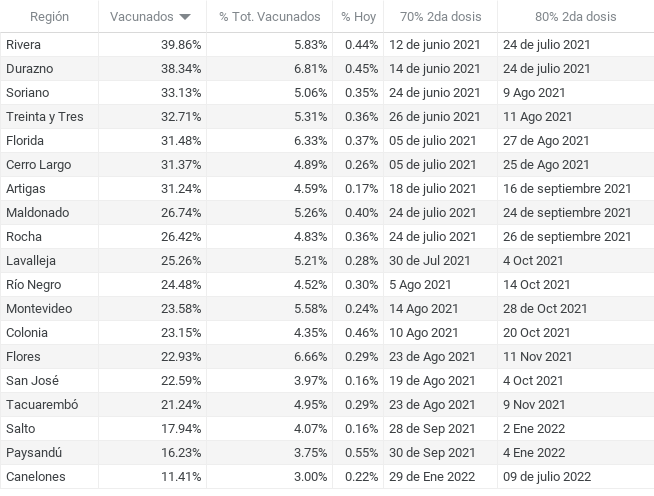 Región Vacunados % Tot. Vacunados % Hoy 70% 2da dosis 80% 2da dosis
Rivera 39.86% 5.83% 0.44% 12 de junio 2021 24 de julio 2021
Durazno 38.34% 6.81% 0.45% 14 de junio 2021 24 de julio 2021
Soriano 33.13% 5.06% 0.35% 24 de junio 2021 9 Ago 2021
Treinta y Tres 32.71% 5.31% 0.36% 26 de junio 2021 11 Ago 2021
Florida 31.48% 6.33% 0.37% 05 de julio 2021 27 de Ago 2021
Cerro Largo 31.37% 4.89% 0.26% 05 de julio 2021 25 de Ago 2021
Artigas 31.24% 4.59% 0.17% 18 de julio 2021 16 de septiembre 2021
Maldonado 26.74% 5.26% 0.40% 24 de julio 2021 24 de septiembre 2021
Rocha 26.42% 4.83% 0.36% 24 de julio 2021 26 de septiembre 2021
Lavalleja 25.26% 5.21% 0.28% 30 de Jul 2021 4 Oct 2021
Río Negro 24.48% 4.52% 0.30% 5 Ago 2021 14 Oct 2021
Montevideo 23.58% 5.58% 0.24% 14 Ago 2021 28 de Oct 2021
Colonia 23.15% 4.35% 0.46% 10 Ago 2021 20 Oct 2021
Flores 22.93% 6.66% 0.29% 23 de Ago 2021 11 Nov 2021
San José 22.59% 3.97% 0.16% 19 de Ago 2021 4 Oct 2021
Tacuarembó 21.24% 4.95% 0.29% 23 de Ago 2021 9 Nov 2021
Salto 17.94% 4.07% 0.16% 28 de Sep 2021 2 Ene 2022
Paysandú 16.23% 3.75% 0.55% 30 de Sep 2021 4 Ene 2022
Canelones 11.41% 3.00% 0.22% 29 de Ene 2022 09 de julio 2022